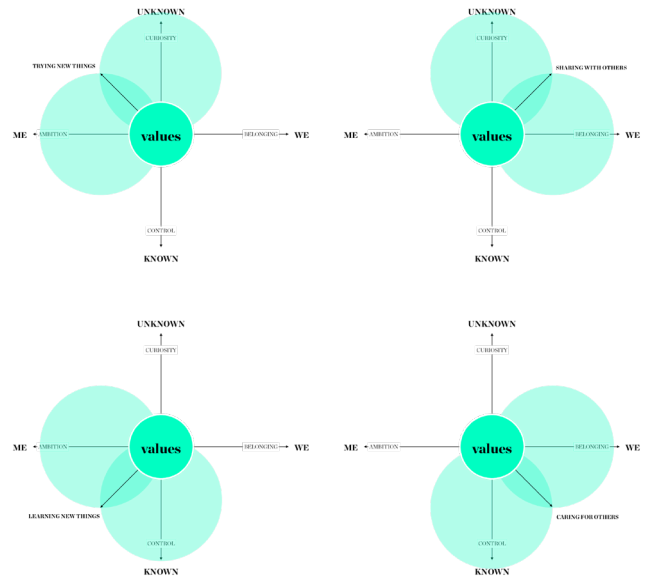 UNKNOWN
CURIOSITY
TRYING NEW THINGS
ME
AMBITION
values
BELONGING
WE
CONTROL
KNOWN
UNKNOWN
CURIOSITY
SHARING WITH OTHERS
ME
AMBITION
values
BELONGING
WE
CONTROL
KNOWN
UNKNOWN
CURIOSITY
ME
AMBITION
values
BELONGING
WE
LEARNING NEW THINGS
CONTROL
KNOWN
UNKNOWN
CURIOSITY
ME
AMBITION
values
BELONGING
WE
CARING FOR OTHERS
CONTROL
KNOWN